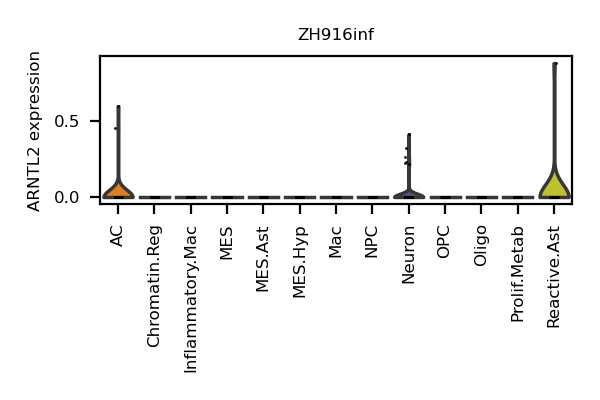 ZH916inf
ARNTL2 expression
0.5
0.0
AC
Chromatin.Reg
Inflammatory.Mac
MES
MES.Ast
MES.Hyp
Mac
NPC
Neuron
OPC
Oligo
Prolif.Metab
Reactive.Ast